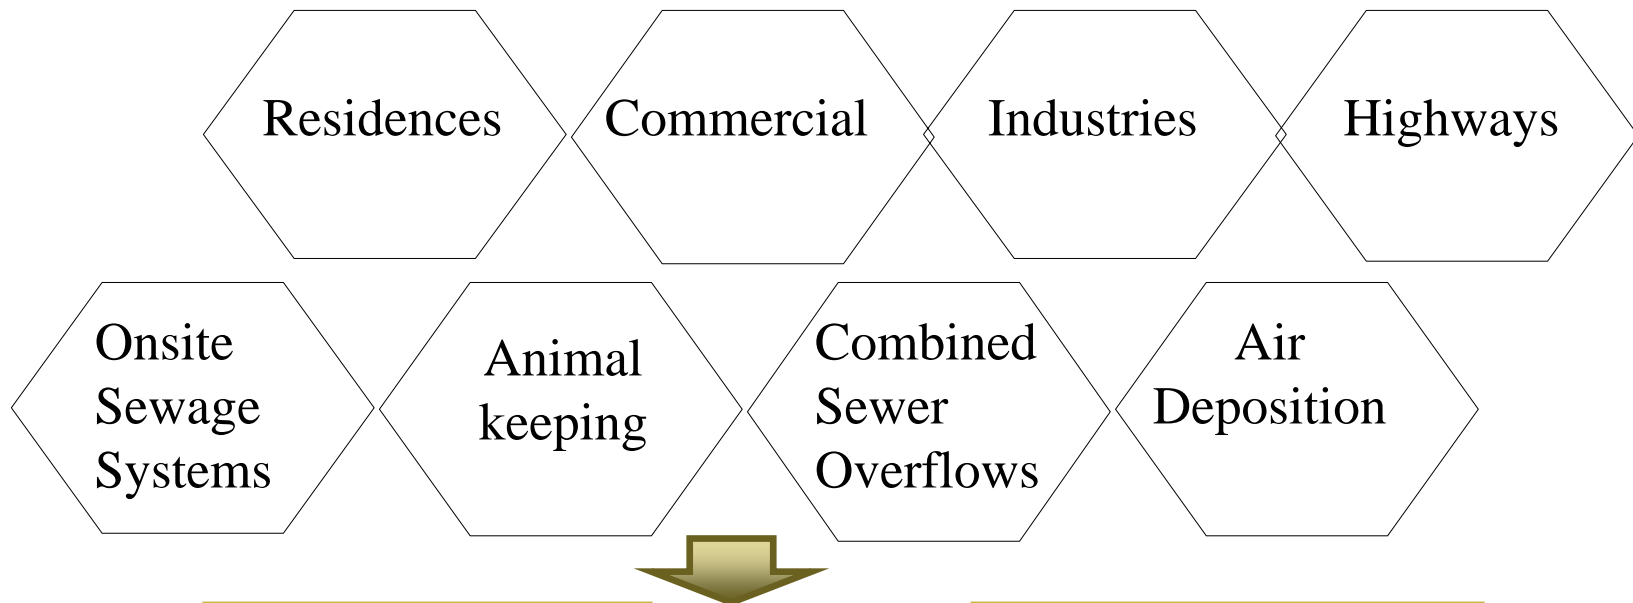 Residences
Commercial
Industries
Highways
Onsite
Sewage
Systems
Animal
keeping
Combined
Sewer
Overflows
Air
Deposition